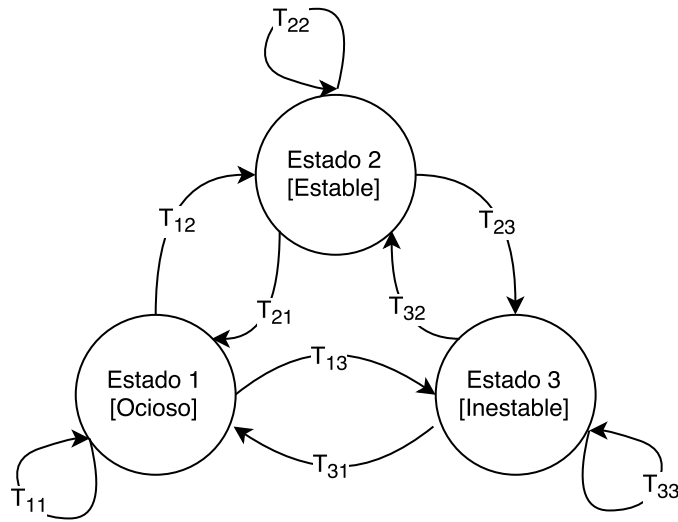 T22
Estado 2
[Estable]
T12
T23
T21
T32
T13
Estado 1
[Ocioso]
Estado 3
[Inestable]
T31
T11
T33